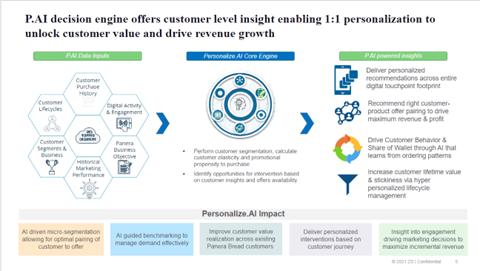 P.AI decision engine offers customer level insight enabling 1:1 personalization to
unlock customer value and drive revenue growth
P.AI Data Inputs
Personalize AI Core Engine
P.AI powered insights
Customer
Purchase
History
Customer
Lifecycles
Digital Activity
& Engagement
Customer
Segments &
Business
Panera
Business
Objective
Historical
Marketing
Performance
• Perform customer segmentation, calculate
customer elasticity and promotional
propensity to purchase
• Identify opportunities for intervention based
on customer insights and offers availability
Deliver personalized
recommendations across entire
digital touchpoint footprint
Recommend right customer-
product offer pairing to drive
maximum revenue & profit
Drive Customer Behavior &
Share of Wallet through AI that
learns from ordering patterns
Increase customer lifetime value
& stickiness via hyper
personalized lifecycle
management
Personalize.AI Impact
AI driven micro-segmentation
allowing for optimal pairing of
customer to offer
AI guided benchmarking to
manage demand effectively
Improve customer value
realization across existing
Panera Bread customers
Deliver personalized
interventions based on
customer journey
Insight into engagement
driving marketing decisions to
maximize incremental revenue
© 2021 ZS | Confidential
5